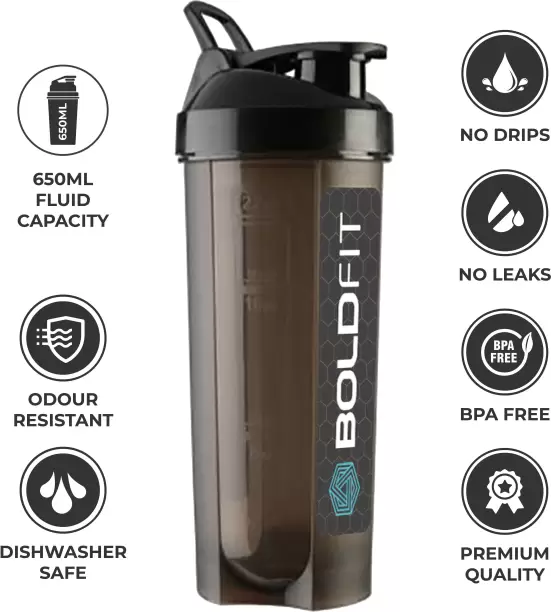 650ML
650ML
FLUID
CAPACITY
ODOUR
RESISTANT
DISHWASHER
SAFE
BOLDFIT
NO DRIPS
NO LEAKS
BPA
FREE
BPA FREE
PREMIUM
QUALITY